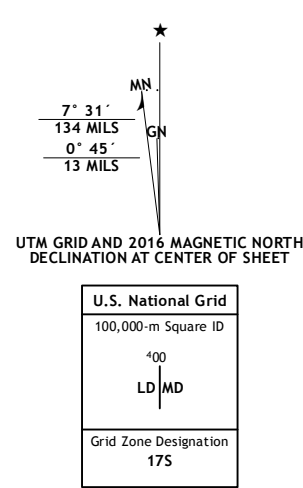 ★
MN
7° 31´
134 MILS
GN
0° 45´
13 MILS
UTM GRID AND 2016 MAGNETIC NORTH
DECLINATION AT CENTER OF SHEET
U.S. National Grid
100,000-m Square ID
⁴00
LD MD
Grid Zone Designation
17S